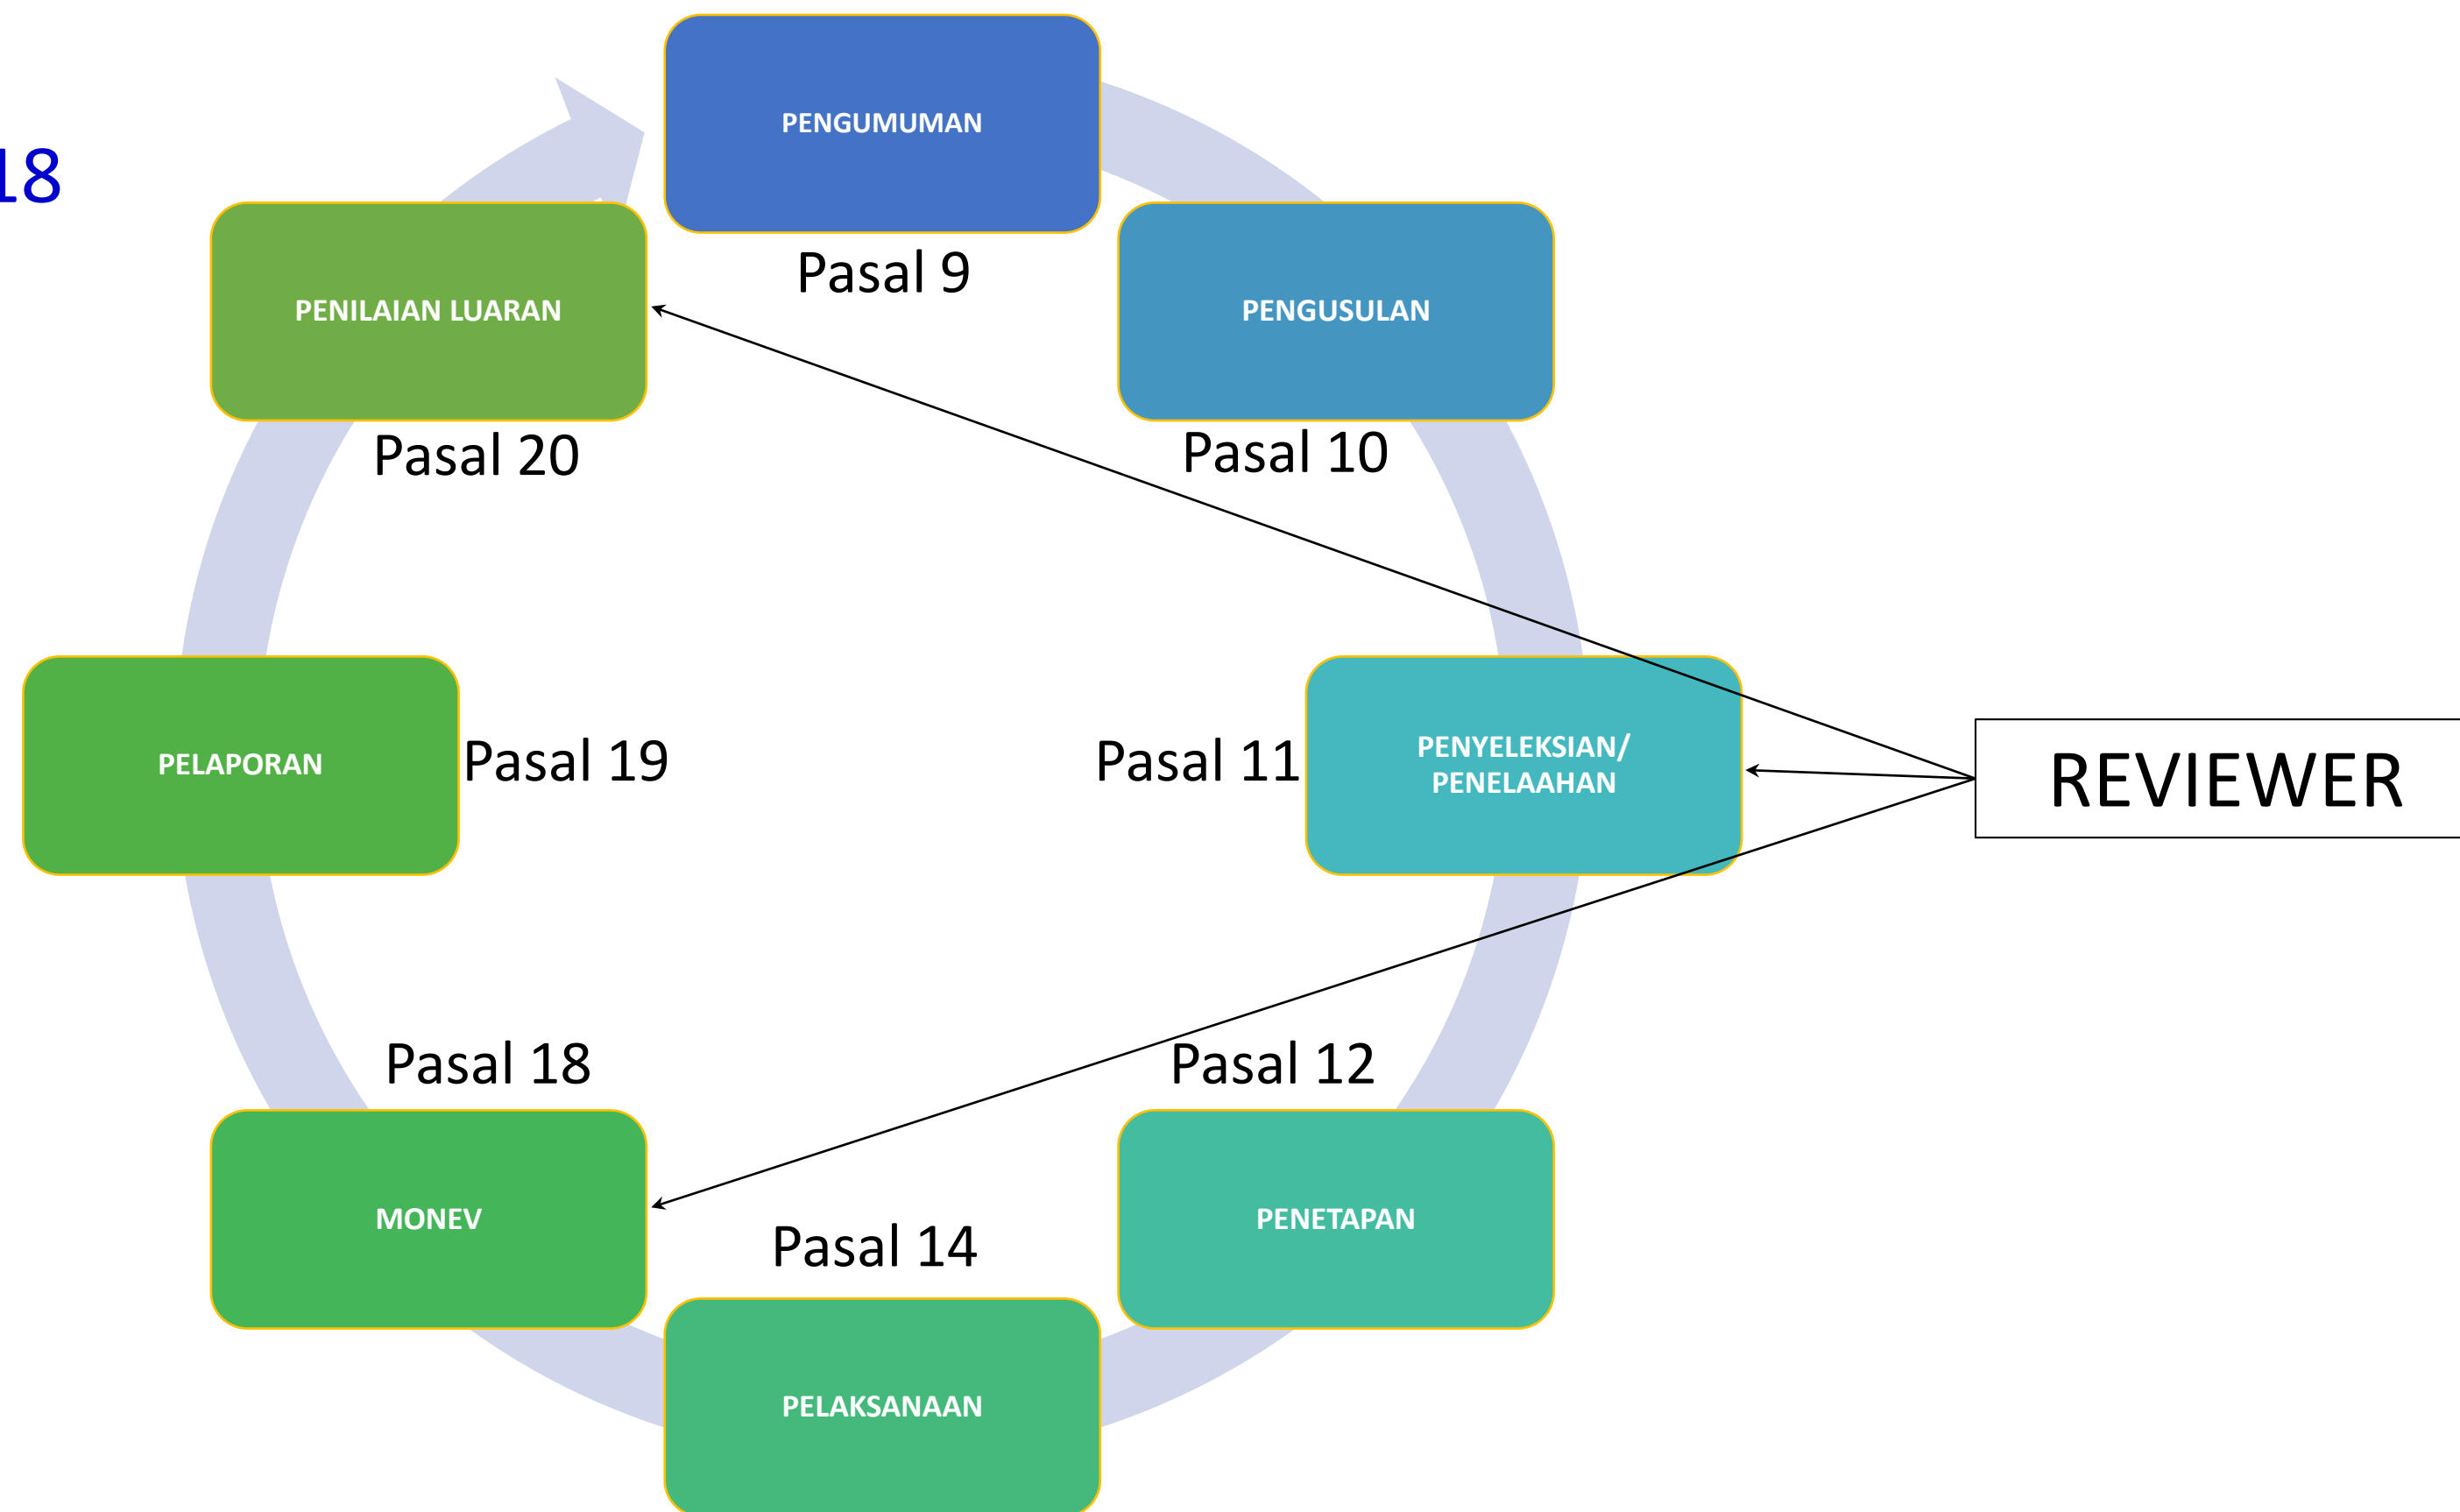 18
PENGUMUMAN
Pasal 9
PENGUSULAN
Pasal 10
PENYELEKSIAN/
PENELAAHAN
Pasal 11
REVIEWER
Pasal 12
PENETAPAN
Pasal 14
PELAKSANAAN
Pasal 18
MONEV
PELAPORAN
Pasal 19
PENILAIAN LUARAN
Pasal 20